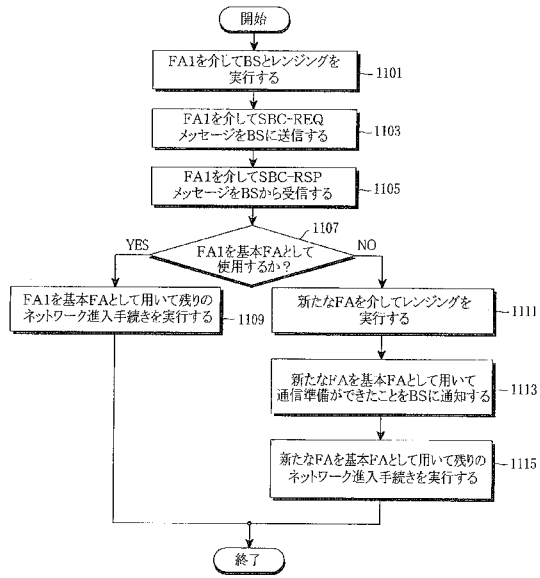 開始
FA1を介してBSとレンジングを
実行する
1101
FA1を介してSBC-REQ
メッセージをBSに送信する
1103
FA1を介してSBC-RSP
メッセージをBSから受信する
1105
1107
FA1を基本FAとして
使用するか?
YES
NO
FA1を基本FAとして用いて残りの
ネットワーク進入手続きを実行する
1109
新たなFAを介してレンジングを
実行する
1111
新たなFAを基本FAとして用いて
通信準備ができたことをBSに通知する
1113
新たなFAを基本FAとして用いて残りの
ネットワーク進入手続きを実行する
1115
終了